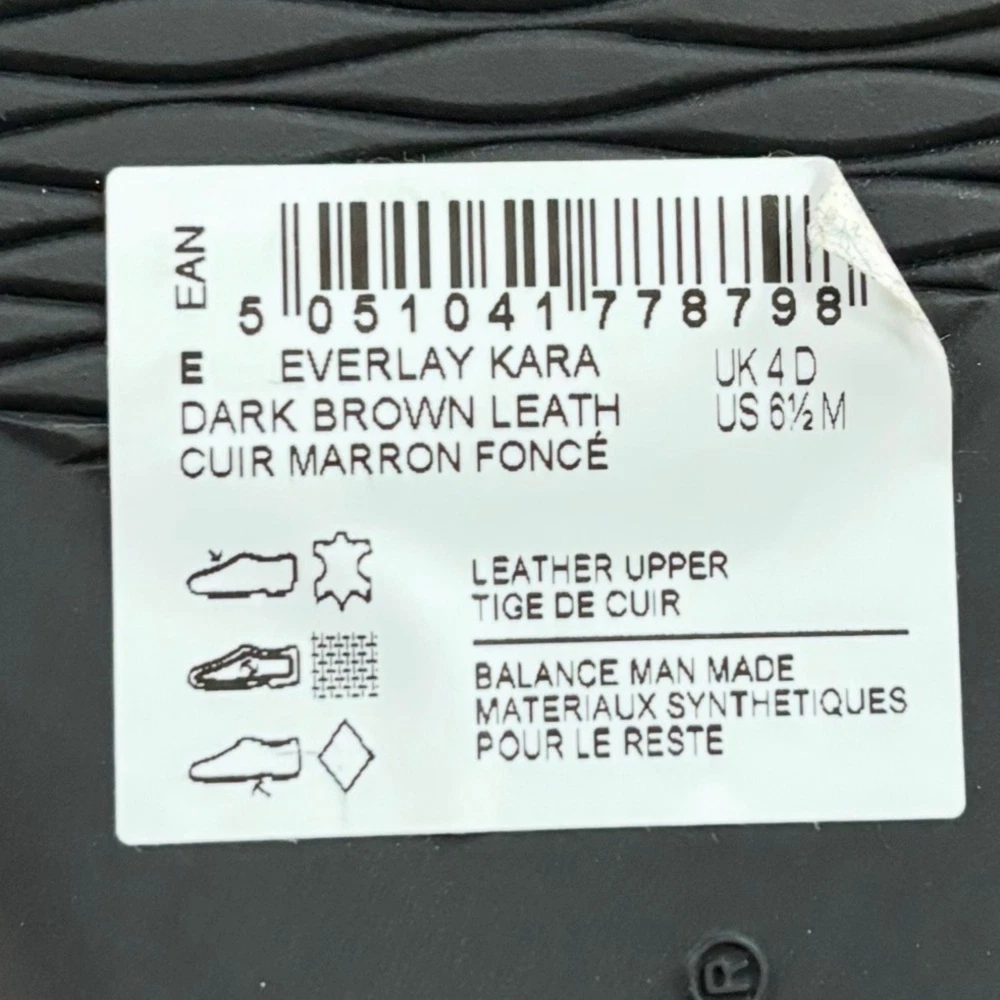 EAN
5 051041 778798
E EVERLAY KARA UK 4 D
DARK BROWN LEATH US 6½ M
CUIR MARRON FONCÉ
LEATHER UPPER
TIGE DE CUIR
BALANCE MAN MADE
MATERIAUX SYNTHETIQUES
POUR LE RESTE
®